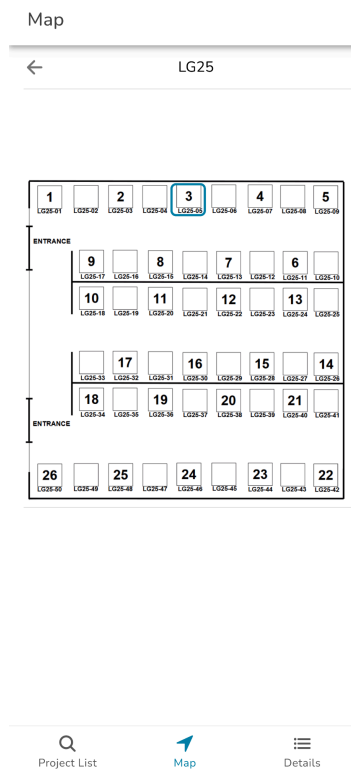 Map
LG25
1 2 3 4 5
LG25-01 LG25-02 LG25-03 LG25-04 LG25-05 LG25-06 LG25-07 LG25-08 LG25-09
ENTRANCE
9 8 7 6
LG25-17 LG25-16 LG25-15 LG25-14 LG25-13 LG25-12 LG25-11 LG25-10
10 11 12 13
LG25-18 LG25-19 LG25-20 LG25-21 LG25-22 LG25-23 LG25-24 LG25-25
17 16 15 14
LG25-33 LG25-32 LG25-31 LG25-30 LG25-29 LG25-28 LG25-27 LG25-26
18 19 20 21
LG25-34 LG25-35 LG25-36 LG25-37 LG25-38 LG25-39 LG25-40 LG25-41
ENTRANCE
26 25 24 23 22
LG25-50 LG25-49 LG25-48 LG25-47 LG25-46 LG25-45 LG25-44 LG25-43 LG25-42
Project List
Map
Details